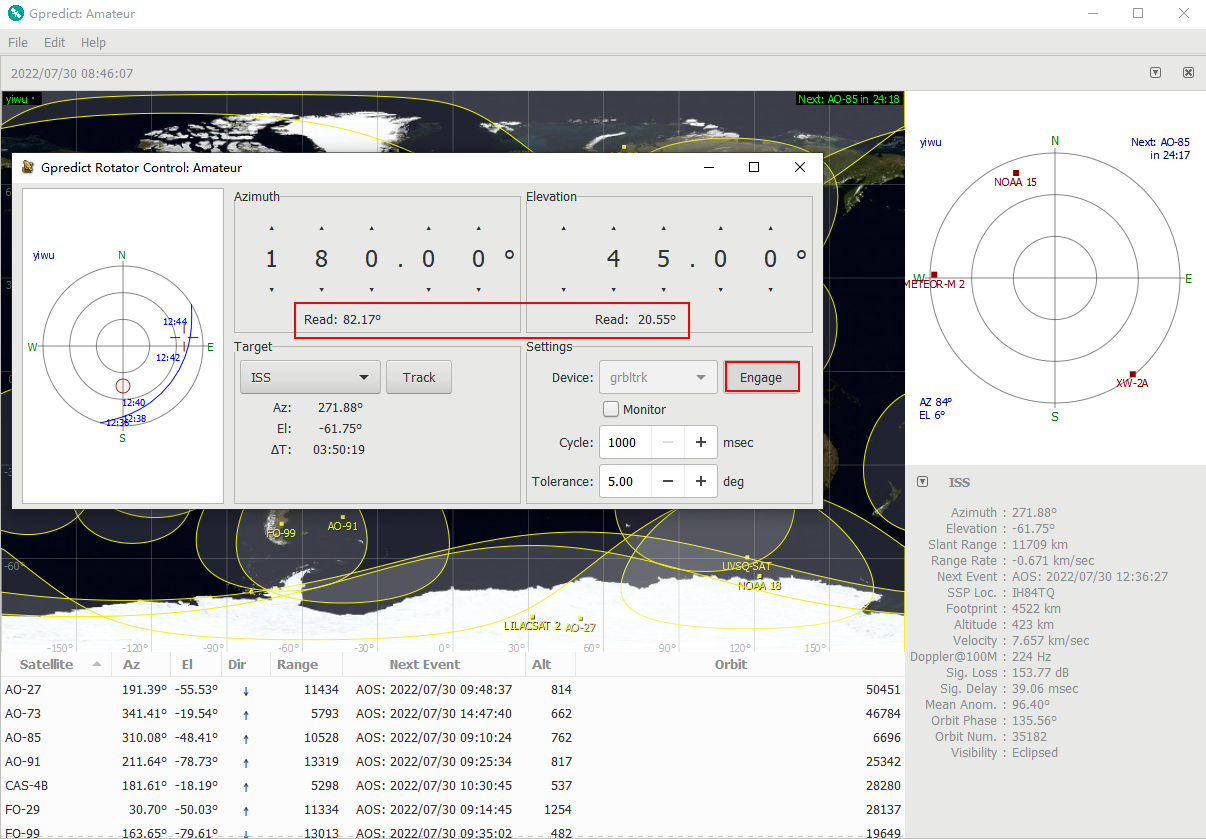 Gpredict: Amateur
File Edit Help
2022/07/30 08:46:07
yiwu
Next: AO-85 in 24:18
Gpredict Rotator Control: Amateur
yiwu
N
W
E
S
12:44
12:42
12:40
12:38
12:36
Azimuth
180.00°
Read: 82.17°
Elevation
45.00°
Read: 20.55°
Target
ISS
Track
Az: 271.88°
El: -61.75°
ΔT: 03:50:19
Settings
Device: grbltrk
Engage
Monitor
Cycle: 1000 msec
Tolerance: 5.00 deg
FO-99
AO-91
UVSQ-SAT
NOAA 18
LILACSAT 2
AO-27
-60°
-150° -120° -90° -60° -30° 0° 30° 60° 90° 120° 150°
yiwu
Next: AO-85
in 24:17
N
NOAA 15
W
METEOR-M 2
E
XW-2A
S
AZ 84°
EL 6°
ISS
Azimuth : 271.88°
Elevation : -61.75°
Slant Range : 11709 km
Range Rate : -0.671 km/sec
Next Event : AOS: 2022/07/30 12:36:27
SSP Loc. : IH84TQ
Footprint : 4522 km
Altitude : 423 km
Velocity : 7.657 km/sec
Doppler@100M : 224 Hz
Sig. Loss : 153.77 dB
Sig. Delay : 39.06 msec
Mean Anom. : 96.40°
Orbit Phase : 135.56°
Orbit Num. : 35182
Visibility : Eclipsed
Satellite Az El Dir Range Next Event Alt Orbit
AO-27 191.39° -55.53° ↓ 11434 AOS: 2022/07/30 09:48:37 814 50451
AO-73 341.41° -19.54° ↑ 5793 AOS: 2022/07/30 14:47:40 662 46784
AO-85 310.08° -48.41° ↑ 10528 AOS: 2022/07/30 09:10:24 762 6696
AO-91 211.64° -78.73° ↑ 13319 AOS: 2022/07/30 09:25:34 817 25342
CAS-4B 181.61° -18.19° ↑ 5298 AOS: 2022/07/30 10:30:45 537 28280
FO-29 30.70° -50.03° ↑ 11334 AOS: 2022/07/30 09:14:45 1254 28137
FO-99 163.65° -79.61° ↓ 13013 AOS: 2022/07/30 09:35:02 482 19649